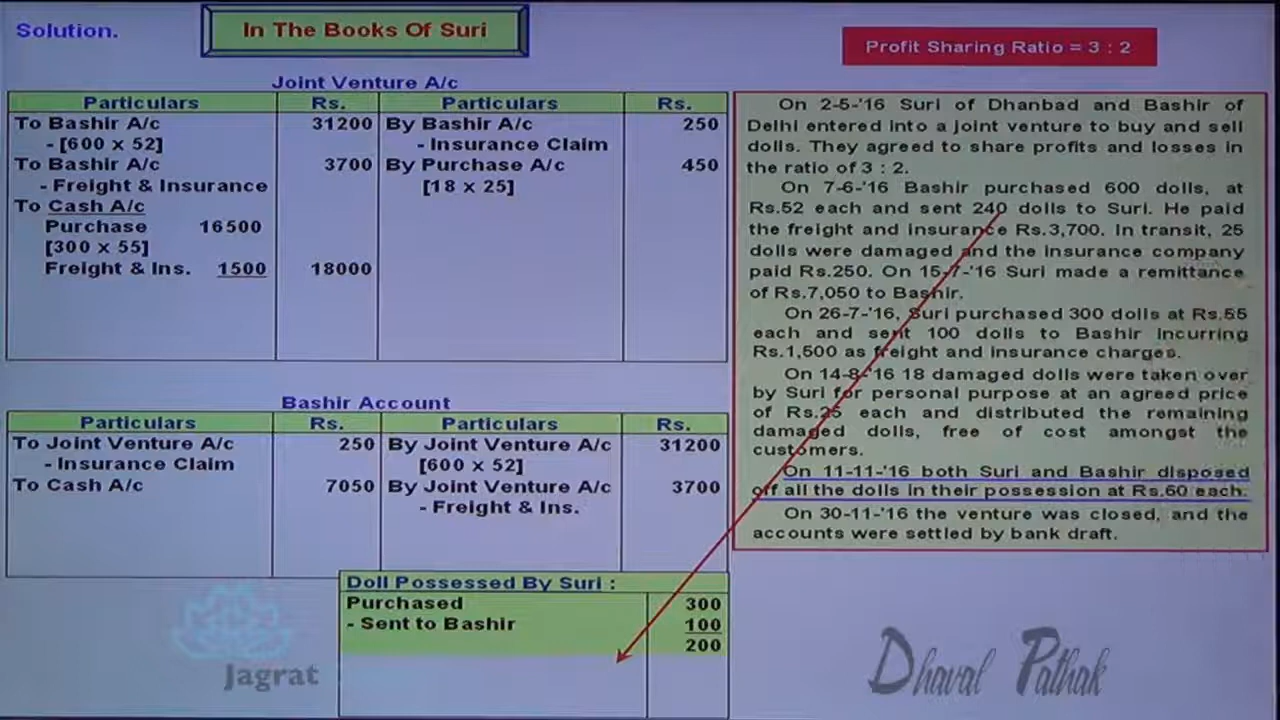 Solution.
In The Books Of Suri
Profit Sharing Ratio = 3 : 2
Joint Venture A/c
Particulars Rs. Particulars Rs.
To Bashir A/c 31200 By Bashir A/c 250
- [600 x 52] - Insurance Claim
To Bashir A/c 3700 By Purchase A/c 450
- Freight & Insurance [18 x 25]
To Cash A/c
Purchase 16500
[300 x 55]
Freight & Ins. 1500 18000
Bashir Account
Particulars Rs. Particulars Rs.
To Joint Venture A/c 250 By Joint Venture A/c 31200
- Insurance Claim [600 x 52]
To Cash A/c 7050 By Joint Venture A/c 3700
- Freight & Ins.
Doll Possessed By Suri :
Purchased 300
- Sent to Bashir 100
200
On 2-5-'16 Suri of Dhanbad and Bashir of
Delhi entered into a joint venture to buy and sell
dolls. They agreed to share profits and losses in
the ratio of 3 : 2.
On 7-6-'16 Bashir purchased 600 dolls, at
Rs.52 each and sent 240 dolls to Suri. He paid
the freight and insurance Rs.3,700. In transit, 25
dolls were damaged and the insurance company
paid Rs.250. On 15-7-'16 Suri made a remittance
of Rs.7,050 to Bashir.
On 26-7-'16, Suri purchased 300 dolls at Rs.55
each and sent 100 dolls to Bashir incurring
Rs.1,500 as freight and insurance charges.
On 14-8-'16 18 damaged dolls were taken over
by Suri for personal purpose at an agreed price
of Rs.25 each and distributed the remaining
damaged dolls, free of cost amongst the
customers.
On 11-11-'16 both Suri and Bashir disposed
off all the dolls in their possession at Rs.60 each.
On 30-11-'16 the venture was closed, and the
accounts were settled by bank draft.
Jagrat
Dhaval Pathak